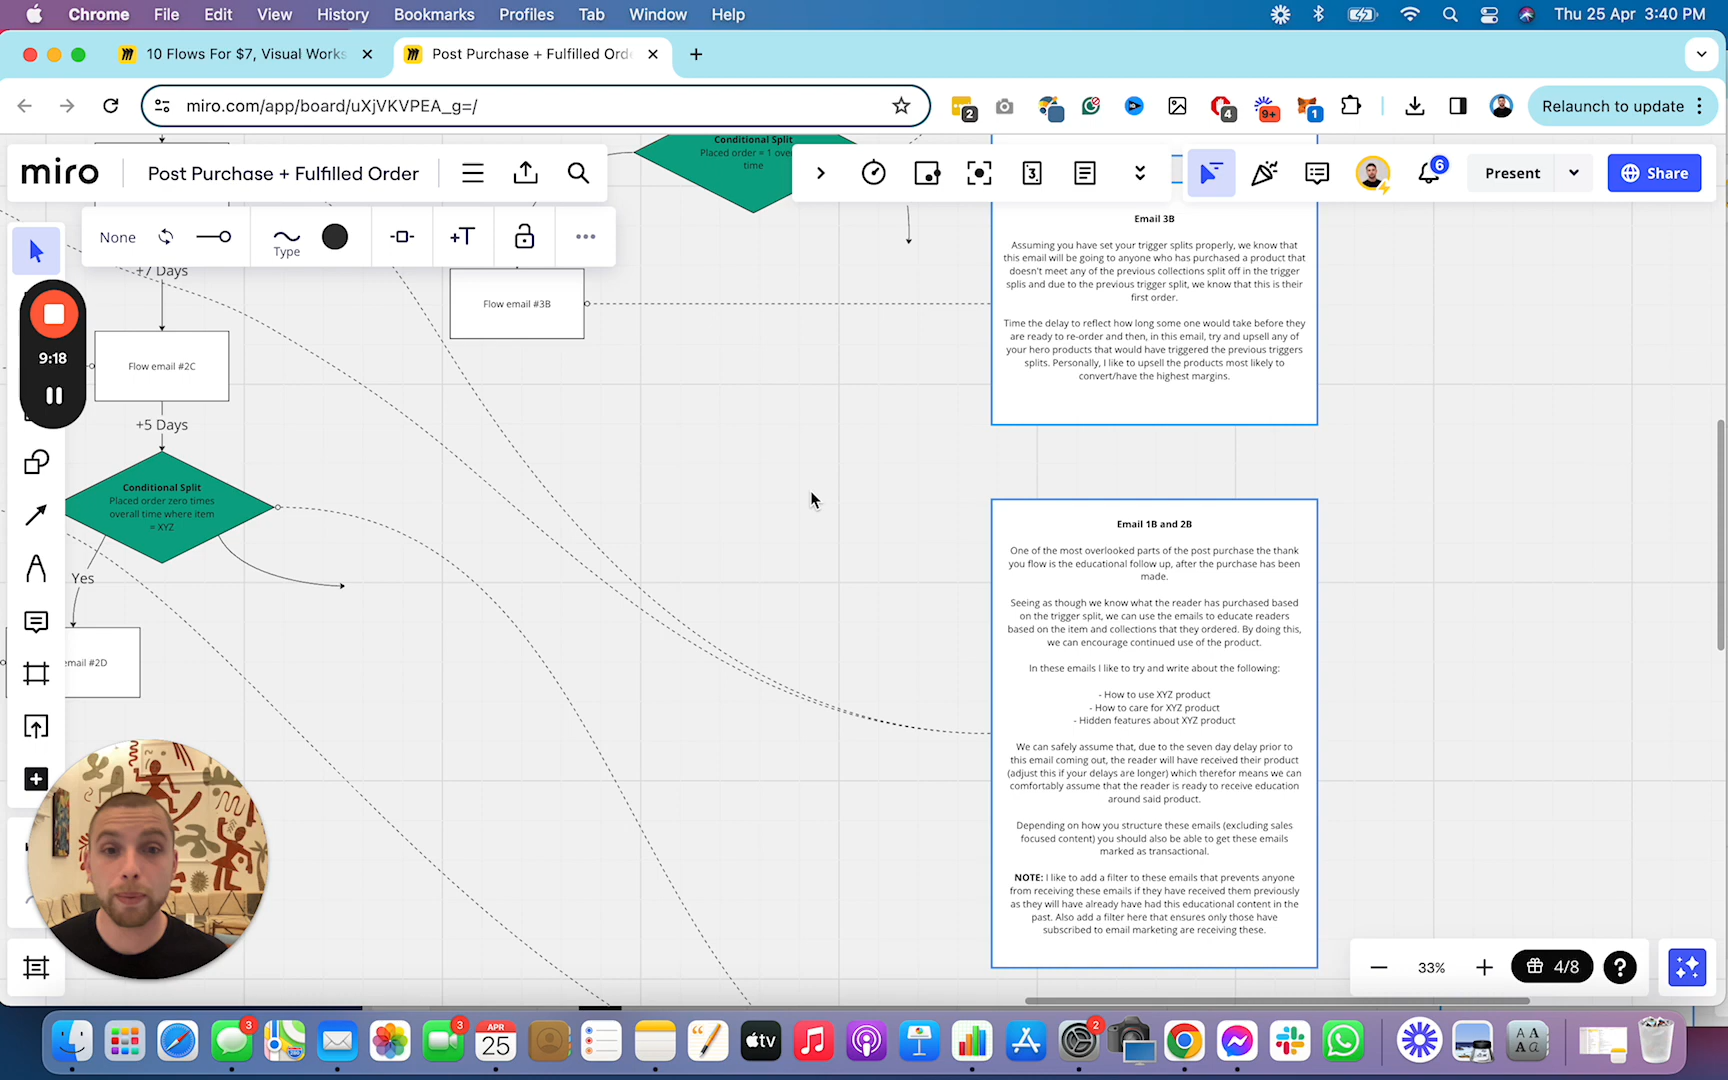 Chrome File Edit View History Bookmarks Profiles Tab Window Help
Thu 25 Apr 3:40 PM
10 Flows For $7, Visual Works
Post Purchase + Fulfilled Orde
miro.com/app/board/uXjVKVPEA_g=/
2
4
9+
1
Relaunch to update
miro
Post Purchase + Fulfilled Order
3
6
Present
Share
None
Type
+T
Conditional Split
Placed order = 1 over
time
+7 Days
9:18
Flow email #2C
+5 Days
Conditional Split
Placed order zero times
overall time where item
= XYZ
Yes
email #2D
Flow email #3B
Email 3B
Assuming you have set your trigger splits properly, we know that
this email will be going to anyone who has purchased a product that
doesn't meet any of the previous collections split off in the trigger
splis and due to the previous trigger split, we know that this is their
first order.
Time the delay to reflect how long some one would take before they
are ready to re-order and then, in this email, try and upsell any of
your hero products that would have triggered the previous triggers
splits. Personally, I like to upsell the products most likely to
convert/have the highest margins.
Email 1B and 2B
One of the most overlooked parts of the post purchase the thank
you flow is the educational follow up, after the purchase has been
made.
Seeing as though we know what the reader has purchased based
on the trigger split, we can use the emails to educate readers
based on the item and collections that they ordered. By doing this,
we can encourage continued use of the product.
In these emails I like to try and write about the following:
- How to use XYZ product
- How to care for XYZ product
- Hidden features about XYZ product
We can safely assume that, due to the seven day delay prior to
this email coming out, the reader will have received their product
(adjust this if your delays are longer) which therefor means we can
comfortably assume that the reader is ready to receive education
around said product.
Depending on how you structure these emails (excluding sales
focused content) you should also be able to get these emails
marked as transactional.
NOTE: I like to add a filter to these emails that prevents anyone
from receiving these emails if they have received them previously
as they will have already have had this educational content in the
past. Also add a filter here that ensures only those have
subscribed to email marketing are receiving these.
33%
4/8
?
3
3
APR
25
tv
2